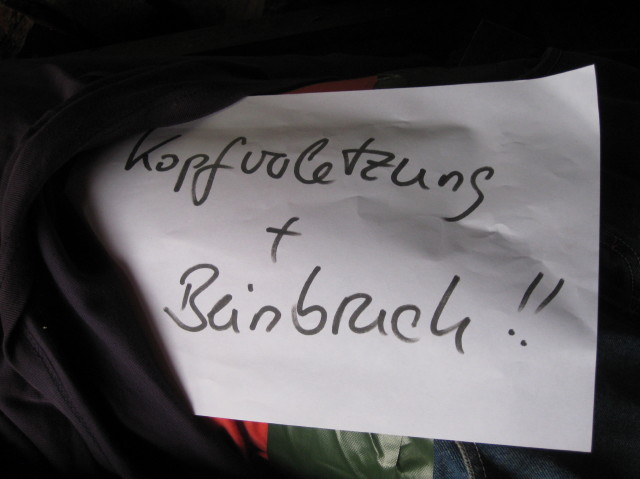 Kopfverletzung
+
Beinbruch !!